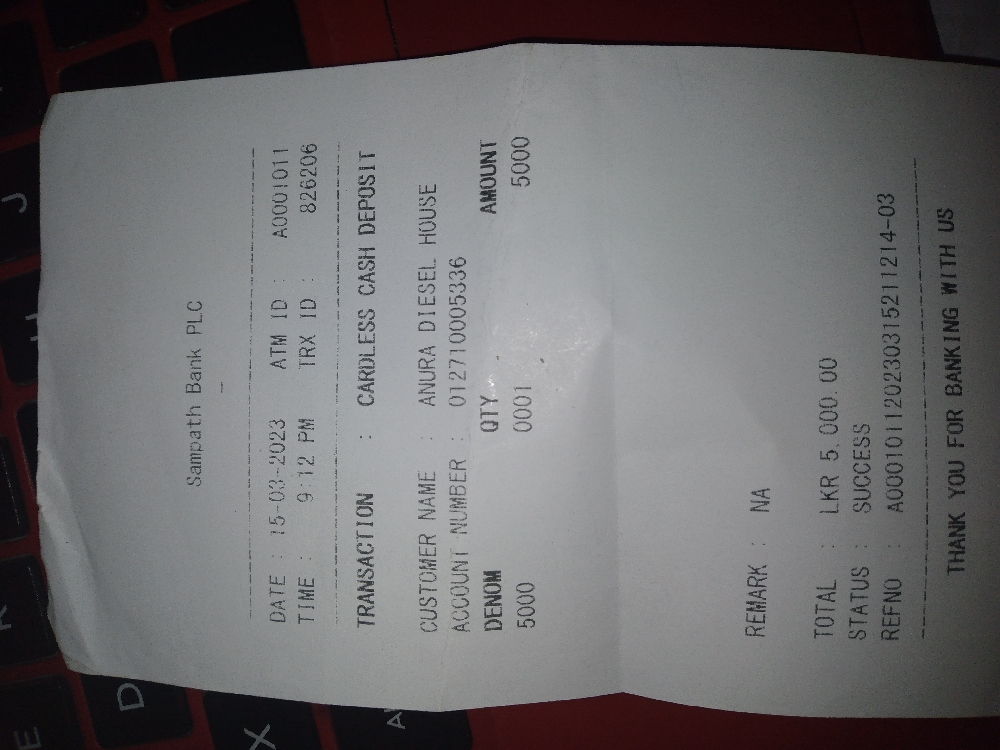 Sampath Bank PLC
-
DATE : 15-03-2023 ATM ID : A0001011
TIME : 9:12 PM TRX ID : 826206
TRANSACTION : CARDLESS CASH DEPOSIT
CUSTOMER NAME : ANURA DIESEL HOUSE
ACCOUNT NUMBER : 012710005336
DENOM QTY AMOUNT
5000 0001 5000
REMARK : NA
TOTAL : LKR 5,000.00
STATUS : SUCCESS
REFNO : A000101120230315211214-03
THANK YOU FOR BANKING WITH US
J
D
X
E